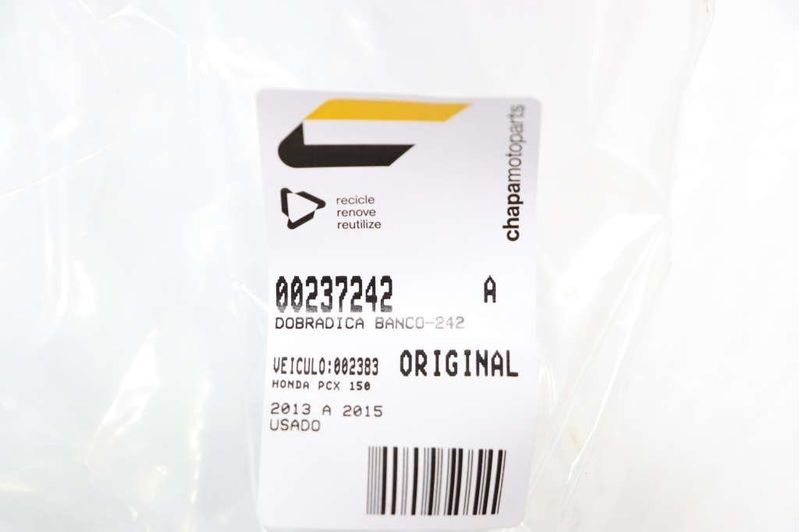 chapamotoparts
recicle
renove
reutilize
00237242 A
DOBRADICA BANCO-242
VEICULO:002383 ORIGINAL
HONDA PCX 150
2013 A 2015
USADO